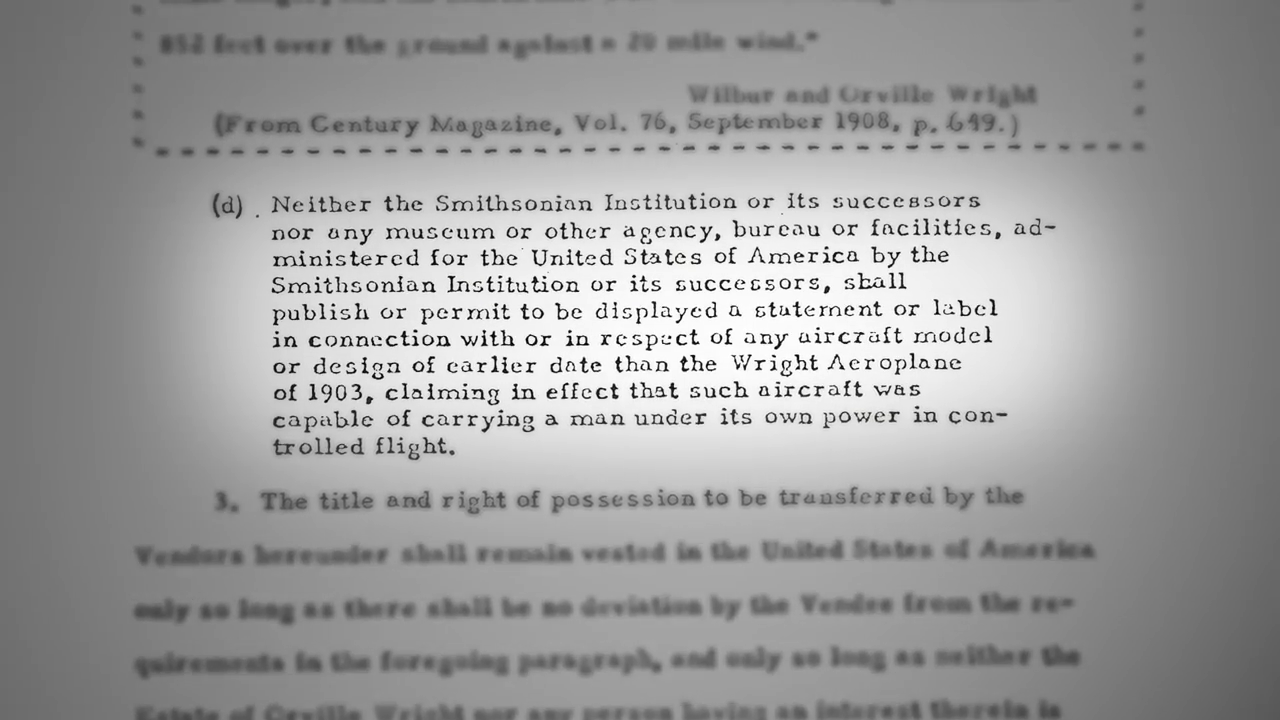 852 feet over the ground against a 20 mile wind."
Wilbur and Orville Wright
(From Century Magazine, Vol. 76, September 1908, p. 649.)
(d) . Neither the Smithsonian Institution or its successors
nor any museum or other agency, bureau or facilities, ad-
ministered for the United States of America by the
Smithsonian Institution or its successors, shall
publish or permit to be displayed a statement or label
in connection with or in respect of any aircraft model
or design of earlier date than the Wright Aeroplane
of 1903, claiming in effect that such aircraft was
capable of carrying a man under its own power in con-
trolled flight.
3. The title and right of possession to be transferred by the
Vendors hereunder shall remain vested in the United States of America
only so long as there shall be no deviation by the Vendee from the re-
quirements in the foregoing paragraph, and only so long as neither the
Estate of Orville Wright nor any person having an interest therein is